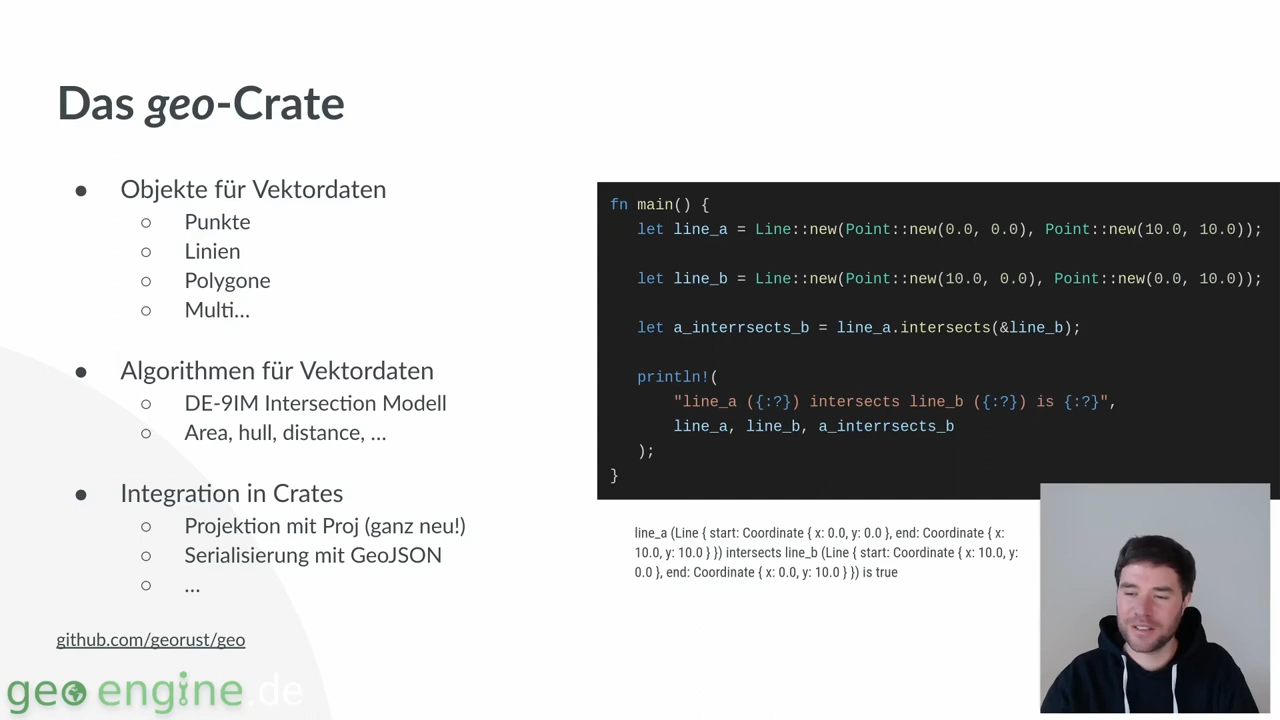 Das geo-Crate
● Objekte für Vektordaten
○ Punkte
○ Linien
○ Polygone
○ Multi...
● Algorithmen für Vektordaten
○ DE-9IM Intersection Modell
○ Area, hull, distance, ...
● Integration in Crates
○ Projektion mit Proj (ganz neu!)
○ Serialisierung mit GeoJSON
○ ...
github.com/georust/geo
geo engine.de
fn main() {
let line_a = Line::new(Point::new(0.0, 0.0), Point::new(10.0, 10.0));
let line_b = Line::new(Point::new(10.0, 0.0), Point::new(0.0, 10.0));
let a_interrsects_b = line_a.intersects(&line_b);
println!(
"line_a ({:?}) intersects line_b ({:?}) is {:?}",
line_a, line_b, a_interrsects_b
);
}
line_a (Line { start: Coordinate { x: 0.0, y: 0.0 }, end: Coordinate { x:
10.0, y: 10.0 } }) intersects line_b (Line { start: Coordinate { x: 10.0, y:
0.0 }, end: Coordinate { x: 0.0, y: 10.0 } }) is true